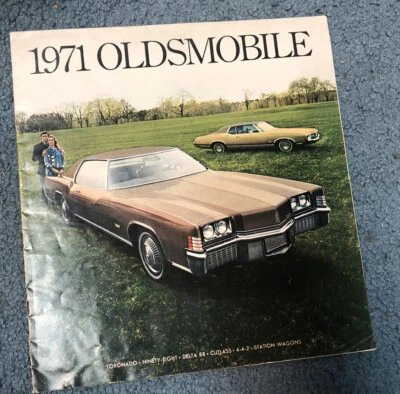 1971 OLDSMOBILE
TORONADO • NINETY-EIGHT • DELTA 88 • CUTLASS • 4-4-2 • STATION WAGONS